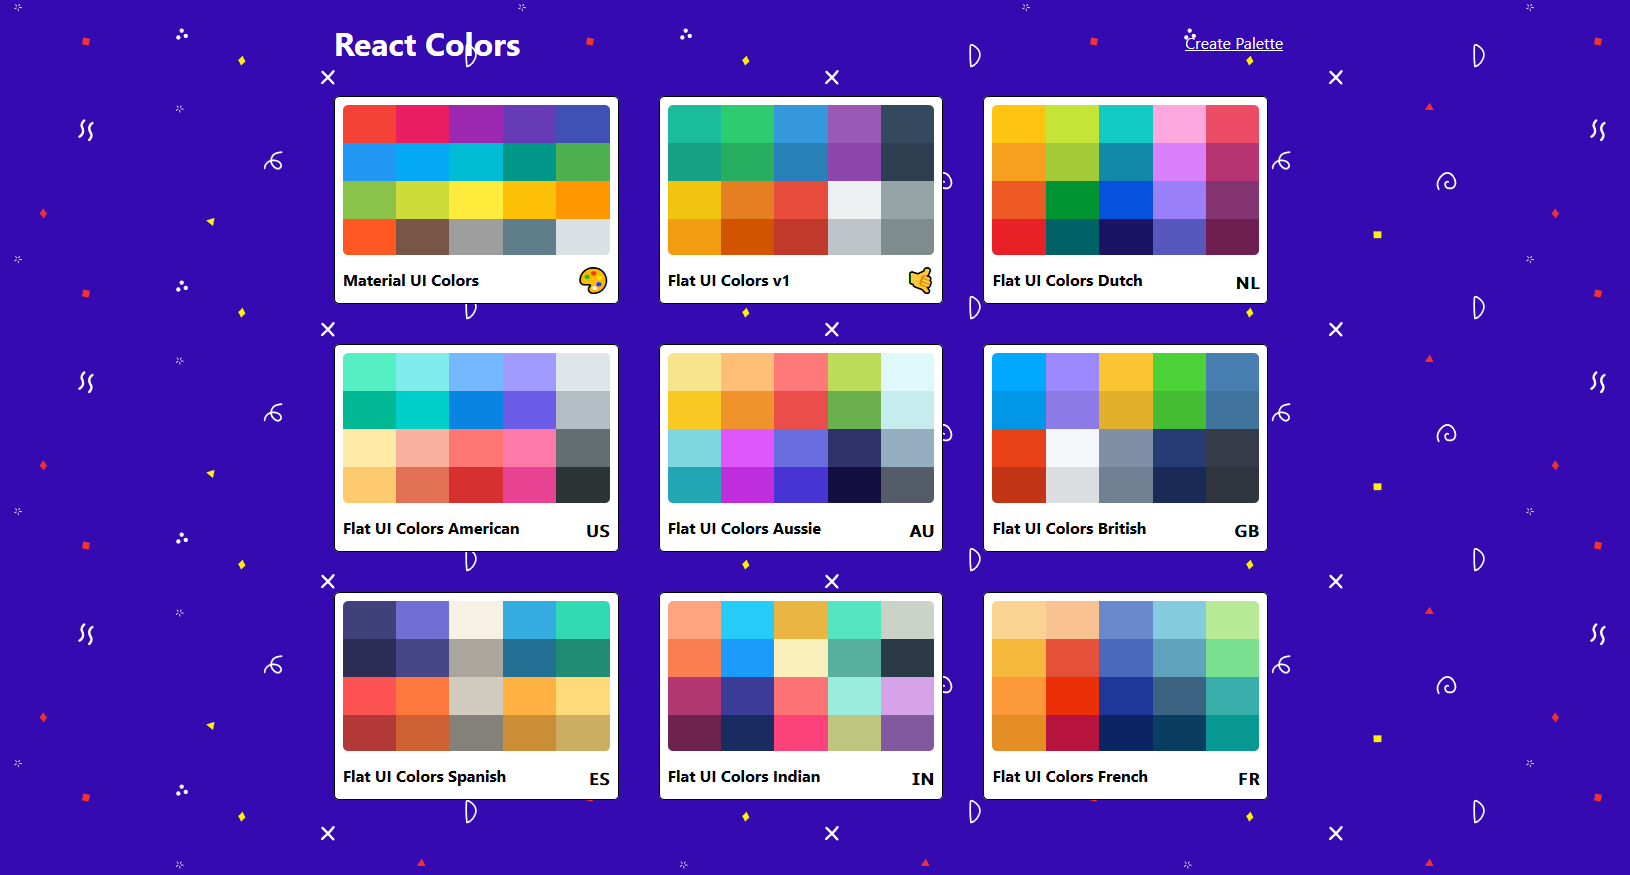 React Colors
Create Palette
Material UI Colors
Flat UI Colors v1
Flat UI Colors Dutch NL
Flat UI Colors American US
Flat UI Colors Aussie AU
Flat UI Colors British GB
Flat UI Colors Spanish ES
Flat UI Colors Indian IN
Flat UI Colors French FR